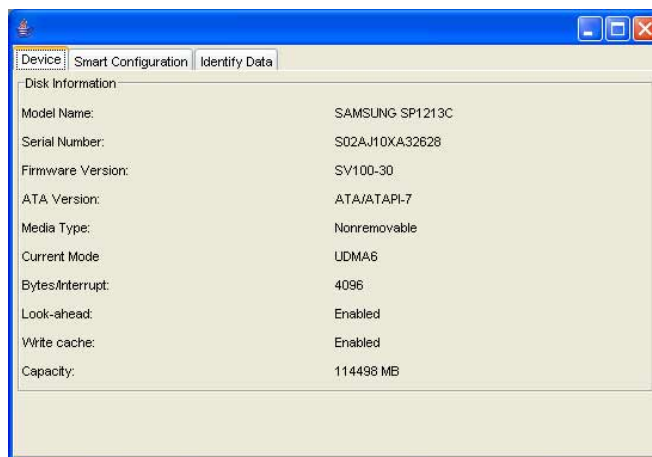 Device Smart Configuration Identify Data
Disk Information
Model Name: SAMSUNG SP1213C
Serial Number: S02AJ10XA32628
Firmware Version: SV100-30
ATA Version: ATA/ATAPI-7
Media Type: Nonremovable
Current Mode UDMA6
Bytes/Interrupt: 4096
Look-ahead: Enabled
Write cache: Enabled
Capacity: 114498 MB